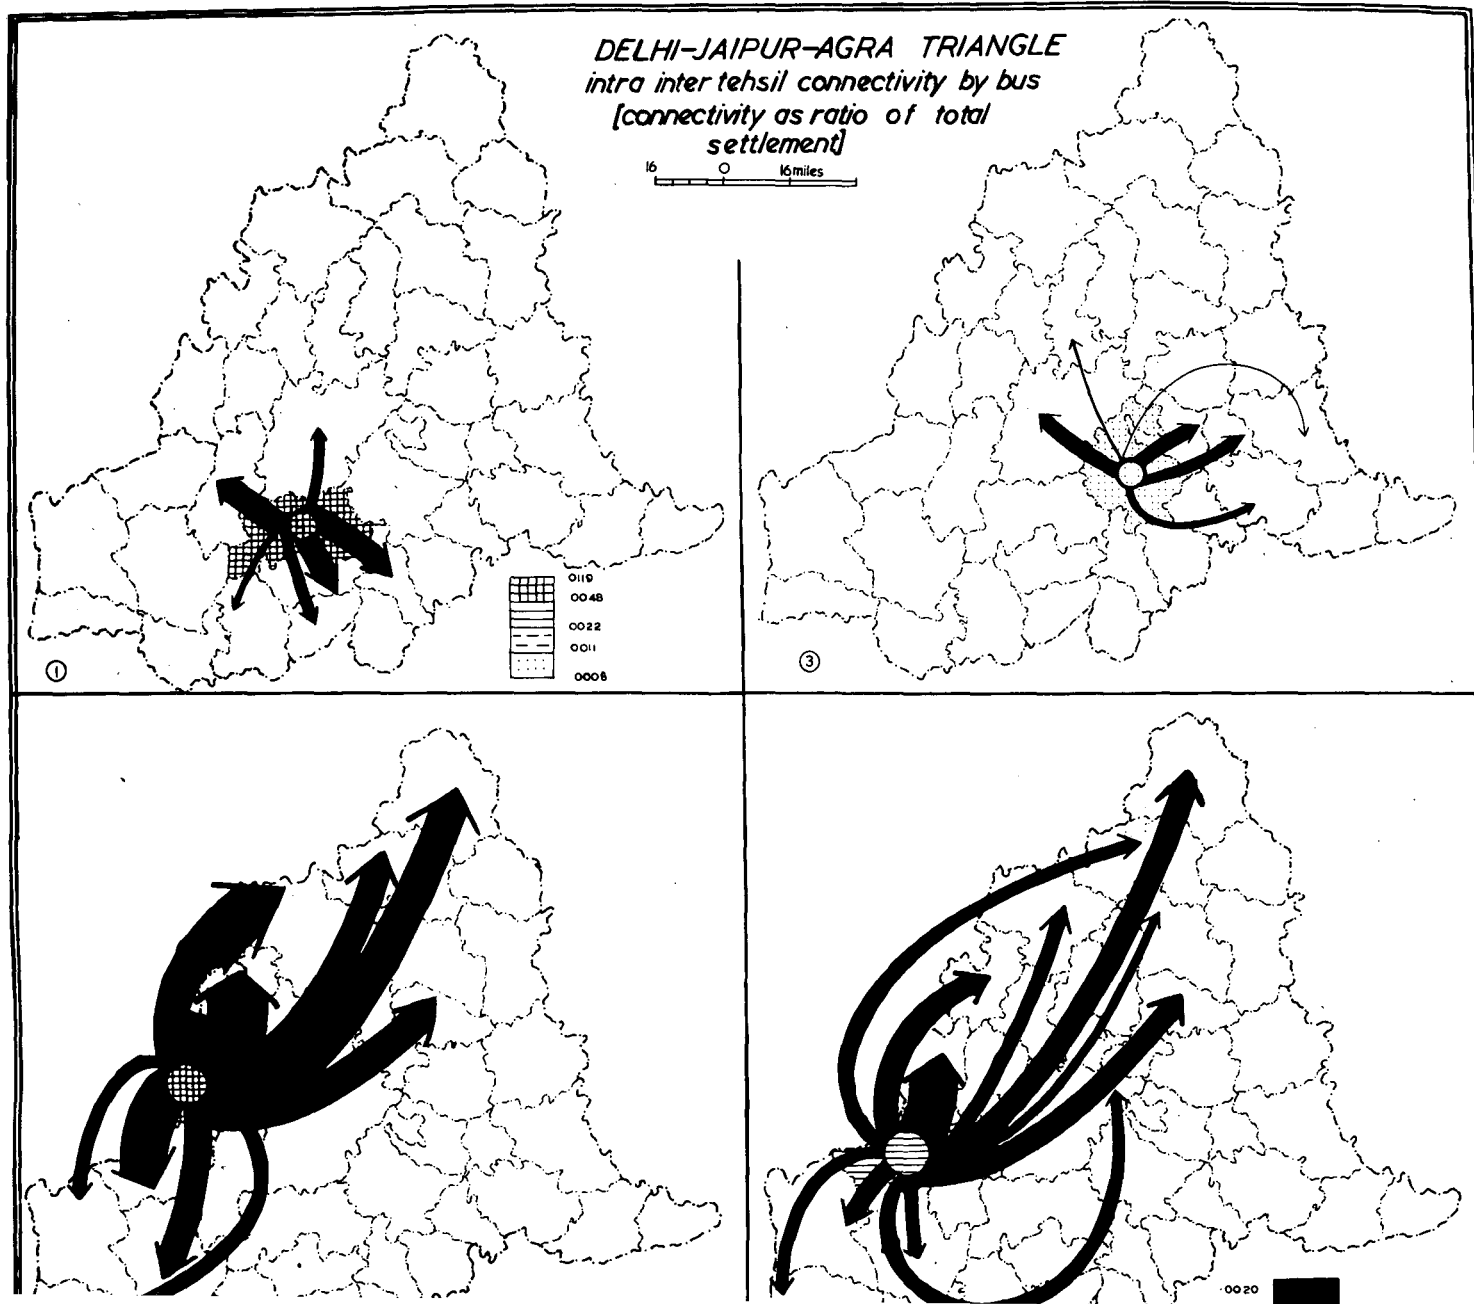 DELHI-JAIPUR-AGRA TRIANGLE
intra inter tehsil connectivity by bus
[connectivity as ratio of total
settlement]
16 0 16miles
0119
0048
0022
0011
0008
1
3
0020